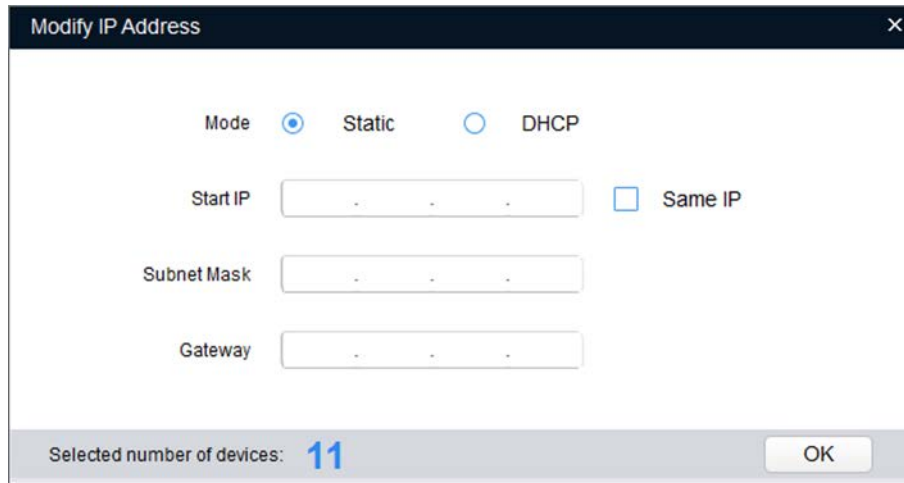 Modify IP Address
Mode Static DHCP
Start IP . . . Same IP
Subnet Mask . . .
Gateway . . .
Selected number of devices: 11 OK